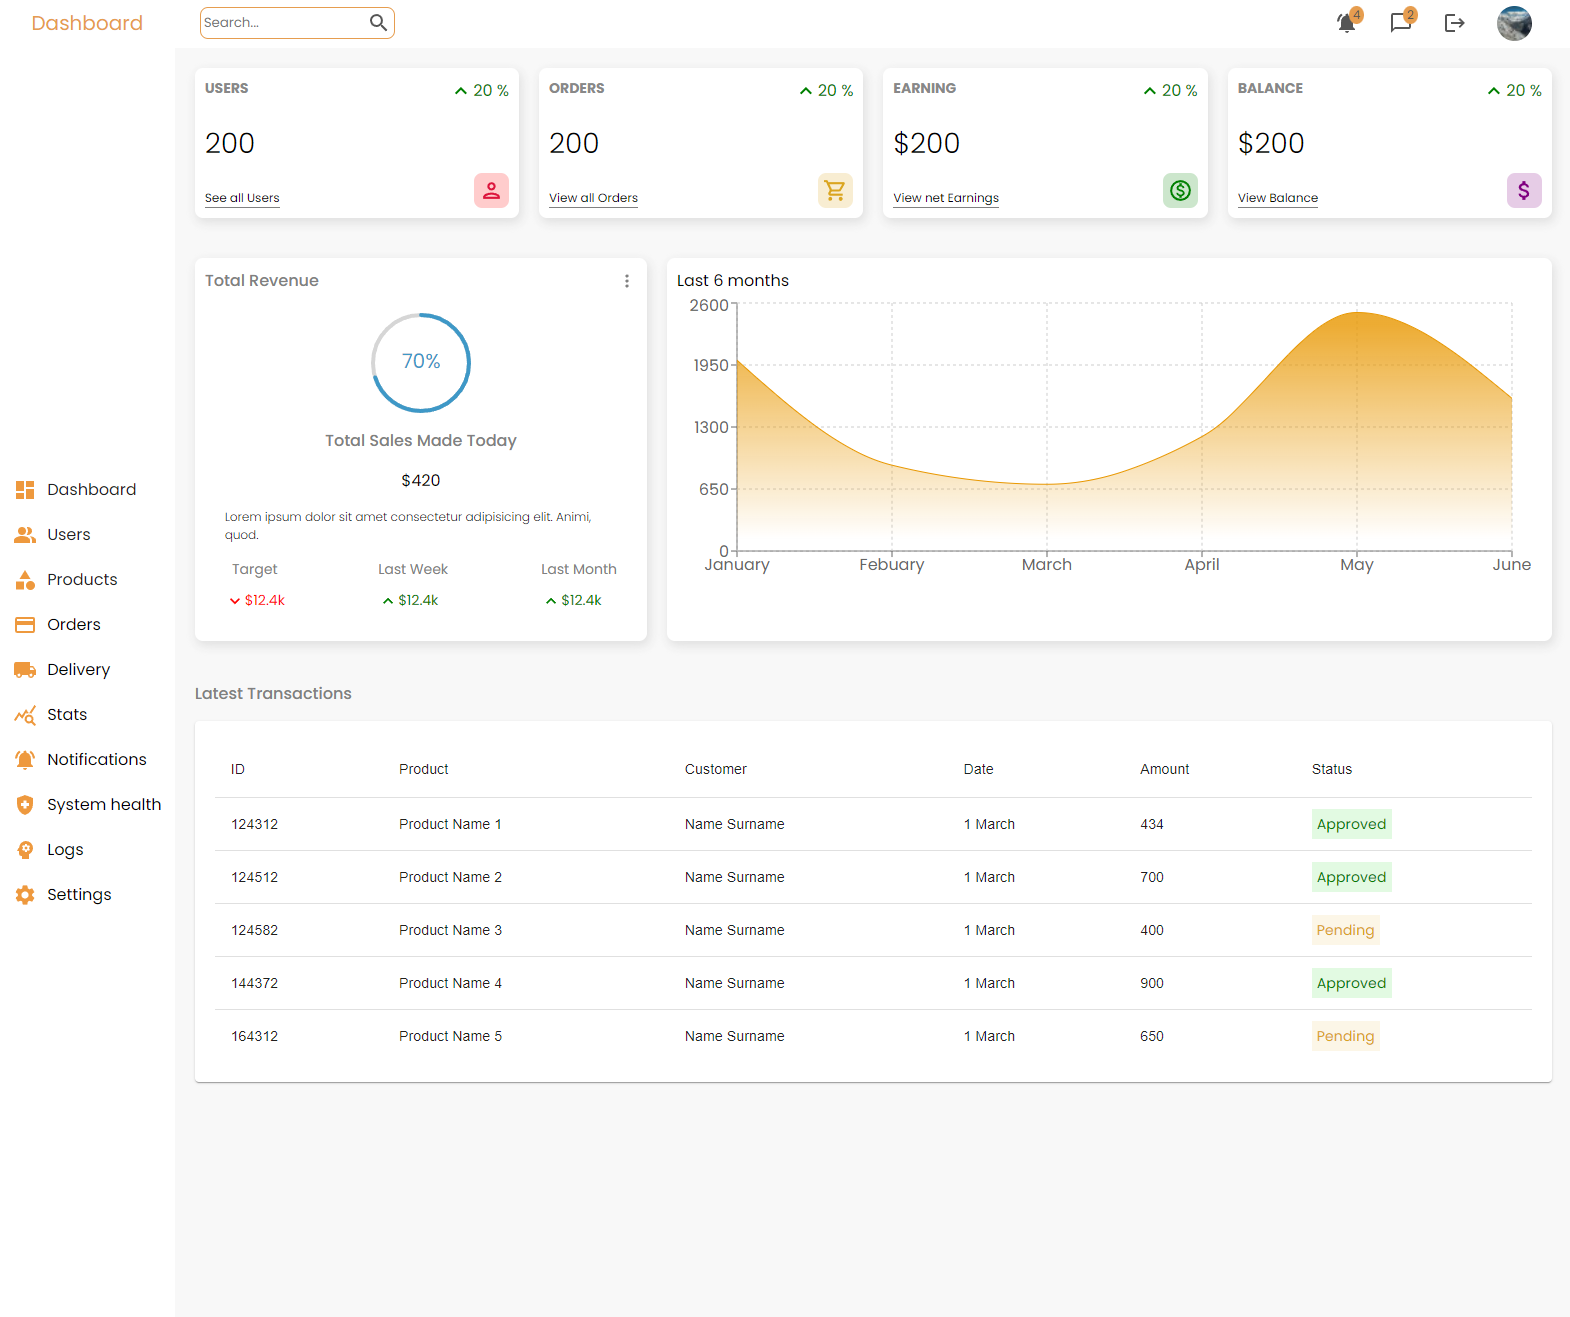 Dashboard
Search...
4
2
USERS
20 %
200
See all Users
ORDERS
20 %
200
View all Orders
EARNING
20 %
$200
View net Earnings
BALANCE
20 %
$200
View Balance
Dashboard
Users
Products
Orders
Delivery
Stats
Notifications
System health
Logs
Settings
Total Revenue
70%
Total Sales Made Today
$420
Lorem ipsum dolor sit amet consectetur adipisicing elit. Animi,
quod.
Target Last Week Last Month
$12.4k $12.4k $12.4k
Last 6 months
2600
1950
1300
650
0
January Febuary March April May June
Latest Transactions
ID Product Customer Date Amount Status
124312 Product Name 1 Name Surname 1 March 434 Approved
124512 Product Name 2 Name Surname 1 March 700 Approved
124582 Product Name 3 Name Surname 1 March 400 Pending
144372 Product Name 4 Name Surname 1 March 900 Approved
164312 Product Name 5 Name Surname 1 March 650 Pending